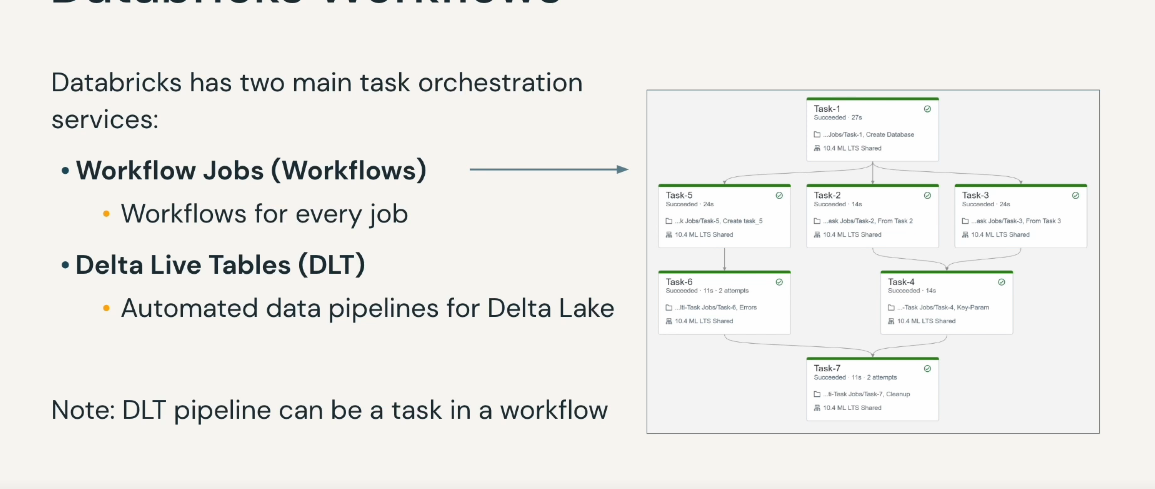 Databricks Workflows
Databricks has two main task orchestration
services:
• Workflow Jobs (Workflows)
• Workflows for every job
• Delta Live Tables (DLT)
• Automated data pipelines for Delta Lake
Note: DLT pipeline can be a task in a workflow
Task-1
Succeeded · 27s
...Jobs/Task-1, Create Database
10.4 ML LTS Shared
Task-5
Succeeded · 24s
...k Jobs/Task-5, Create task_5
10.4 ML LTS Shared
Task-2
Succeeded · 14s
...ask Jobs/Task-2, From Task 2
10.4 ML LTS Shared
Task-3
Succeeded · 24s
...ask Jobs/Task-3, From Task 3
10.4 ML LTS Shared
Task-6
Succeeded · 11s · 2 attempts
...lti-Task Jobs/Task-6, Errors
10.4 ML LTS Shared
Task-4
Succeeded · 14s
...-Task Jobs/Task-4, Key-Param
10.4 ML LTS Shared
Task-7
Succeeded · 11s · 2 attempts
...lti-Task Jobs/Task-7, Cleanup
10.4 ML LTS Shared